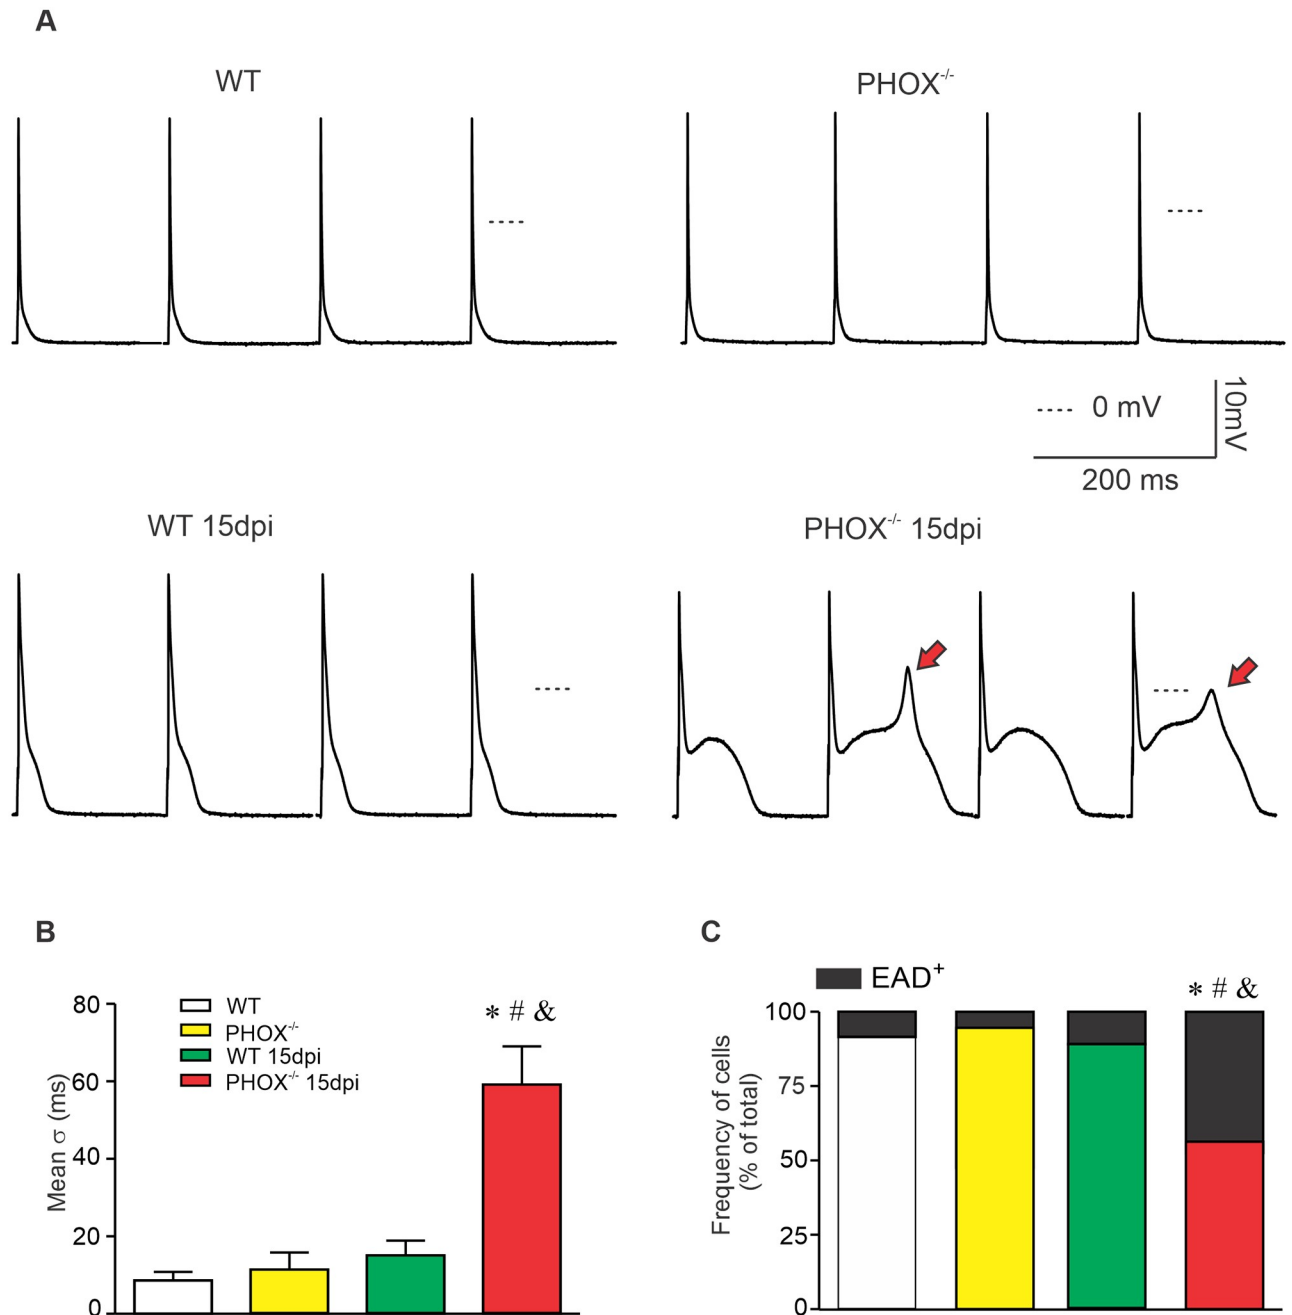 A
WT
PHOX-/-
0 mV
10mV
200 ms
WT 15dpi
PHOX-/- 15dpi
B
Mean σ (ms)
80
60
40
20
0
WT
PHOX-/-
WT 15dpi
PHOX-/- 15dpi
* # &
C
EAD+
* # &
Frequency of cells
(% of total)
100
75
50
25
0